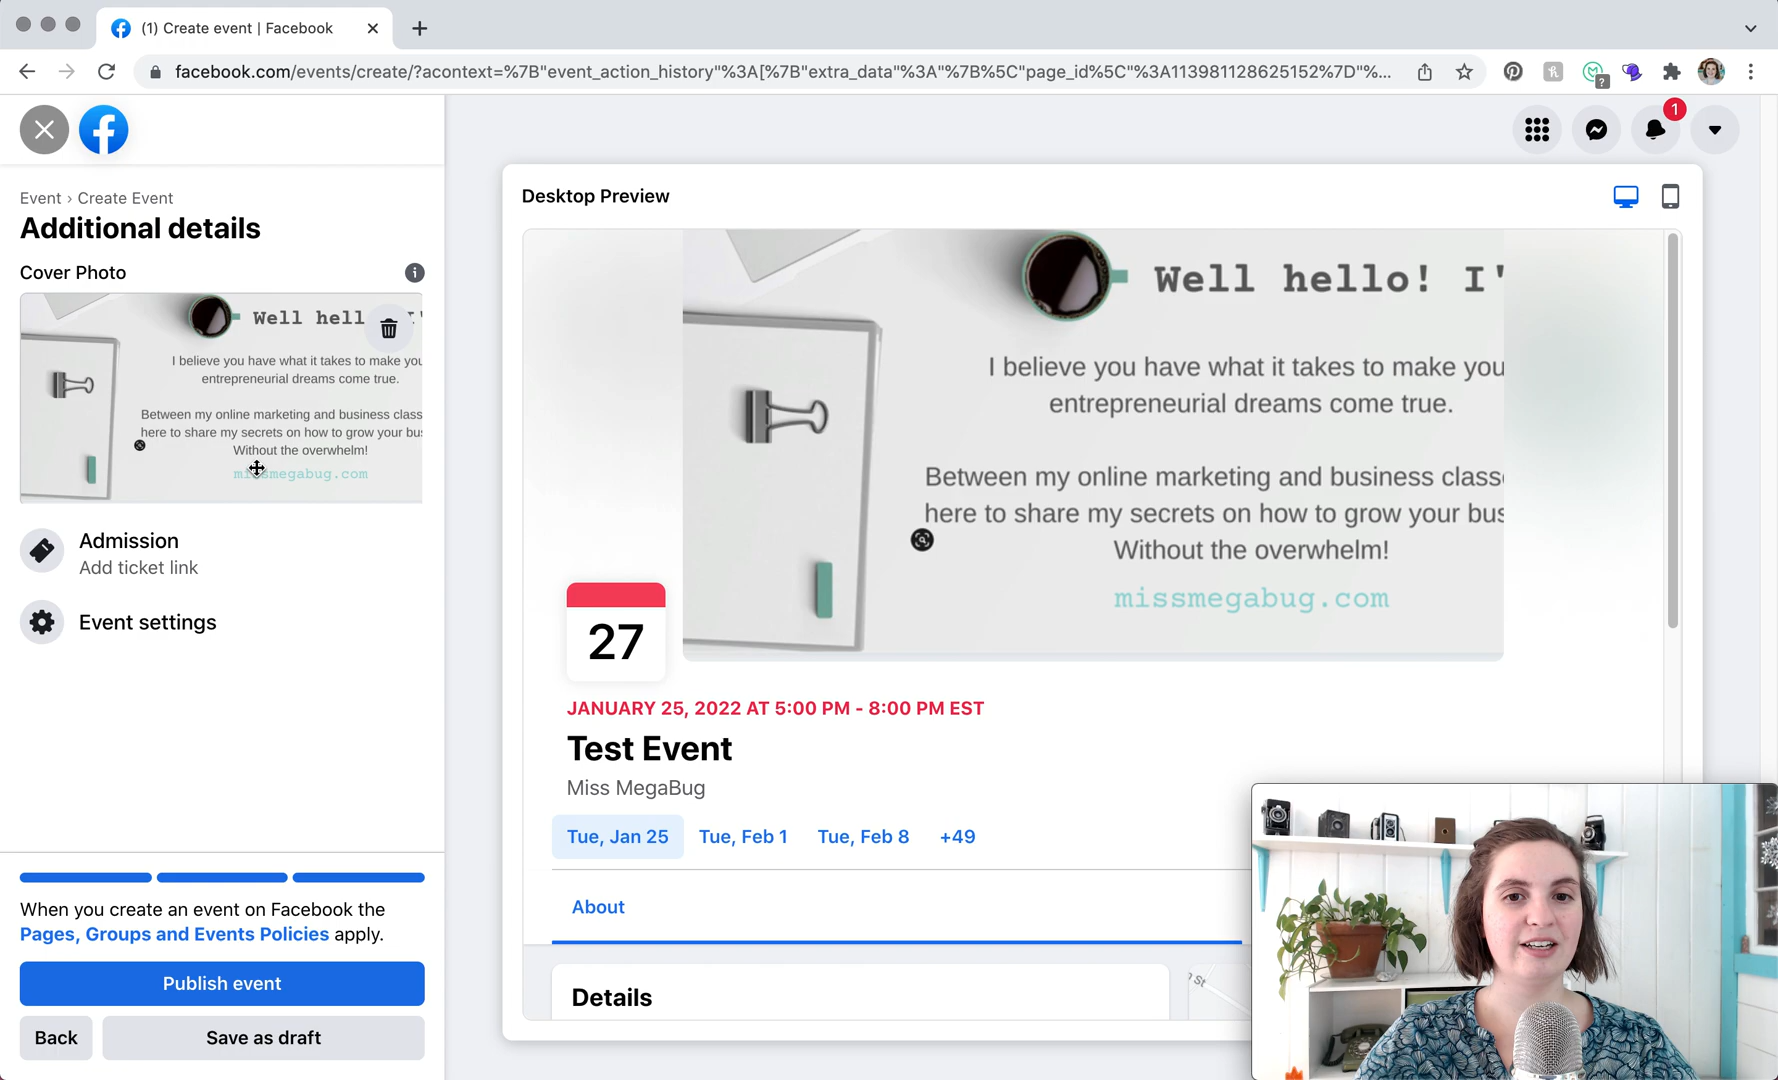 (1) Create event | Facebook
facebook.com/events/create/?acontext=%7B"event_action_history"%3A[%7B"extra_data"%3A"%7B%5C"page_id%5C"%3A113981128625152%7D"%...
?
1
Event › Create Event
Additional details
Cover Photo
Well hell I'
I believe you have what it takes to make you
entrepreneurial dreams come true.
Between my online marketing and business class
here to share my secrets on how to grow your bus
Without the overwhelm!
missmegabug.com
Admission
Add ticket link
Event settings
When you create an event on Facebook the
Pages, Groups and Events Policies apply.
Publish event
Back
Save as draft
Desktop Preview
Well hello! I'
I believe you have what it takes to make you
entrepreneurial dreams come true.
Between my online marketing and business classe
here to share my secrets on how to grow your bus
Without the overwhelm!
missmegabug.com
27
JANUARY 25, 2022 AT 5:00 PM - 8:00 PM EST
Test Event
Miss MegaBug
Tue, Jan 25
Tue, Feb 1
Tue, Feb 8
+49
About
Details
St